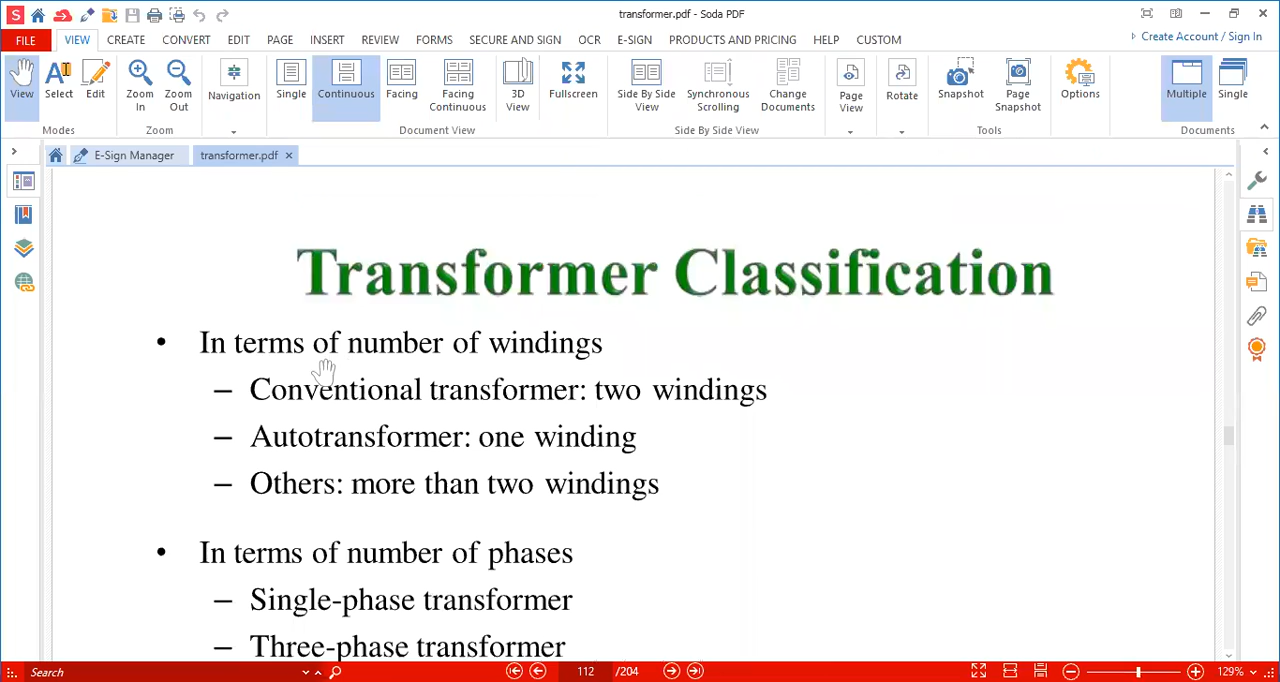 transformer.pdf - Soda PDF
FILE VIEW CREATE CONVERT EDIT PAGE INSERT REVIEW FORMS SECURE AND SIGN OCR E-SIGN PRODUCTS AND PRICING HELP CUSTOM
Create Account / Sign In
View Select Edit
Modes
Zoom In Zoom Out
Zoom
Navigation
Single Continuous Facing Facing Continuous 3D View
Document View
Fullscreen
Side By Side View Synchronous Scrolling Change Documents
Side By Side View
Page View
Rotate
Snapshot Page Snapshot
Tools
Options
Multiple Single
Documents
E-Sign Manager transformer.pdf
Transformer Classification
• In terms of number of windings
– Conventional transformer: two windings
– Autotransformer: one winding
– Others: more than two windings
• In terms of number of phases
– Single-phase transformer
– Three-phase transformer
Search 112 /204 129%